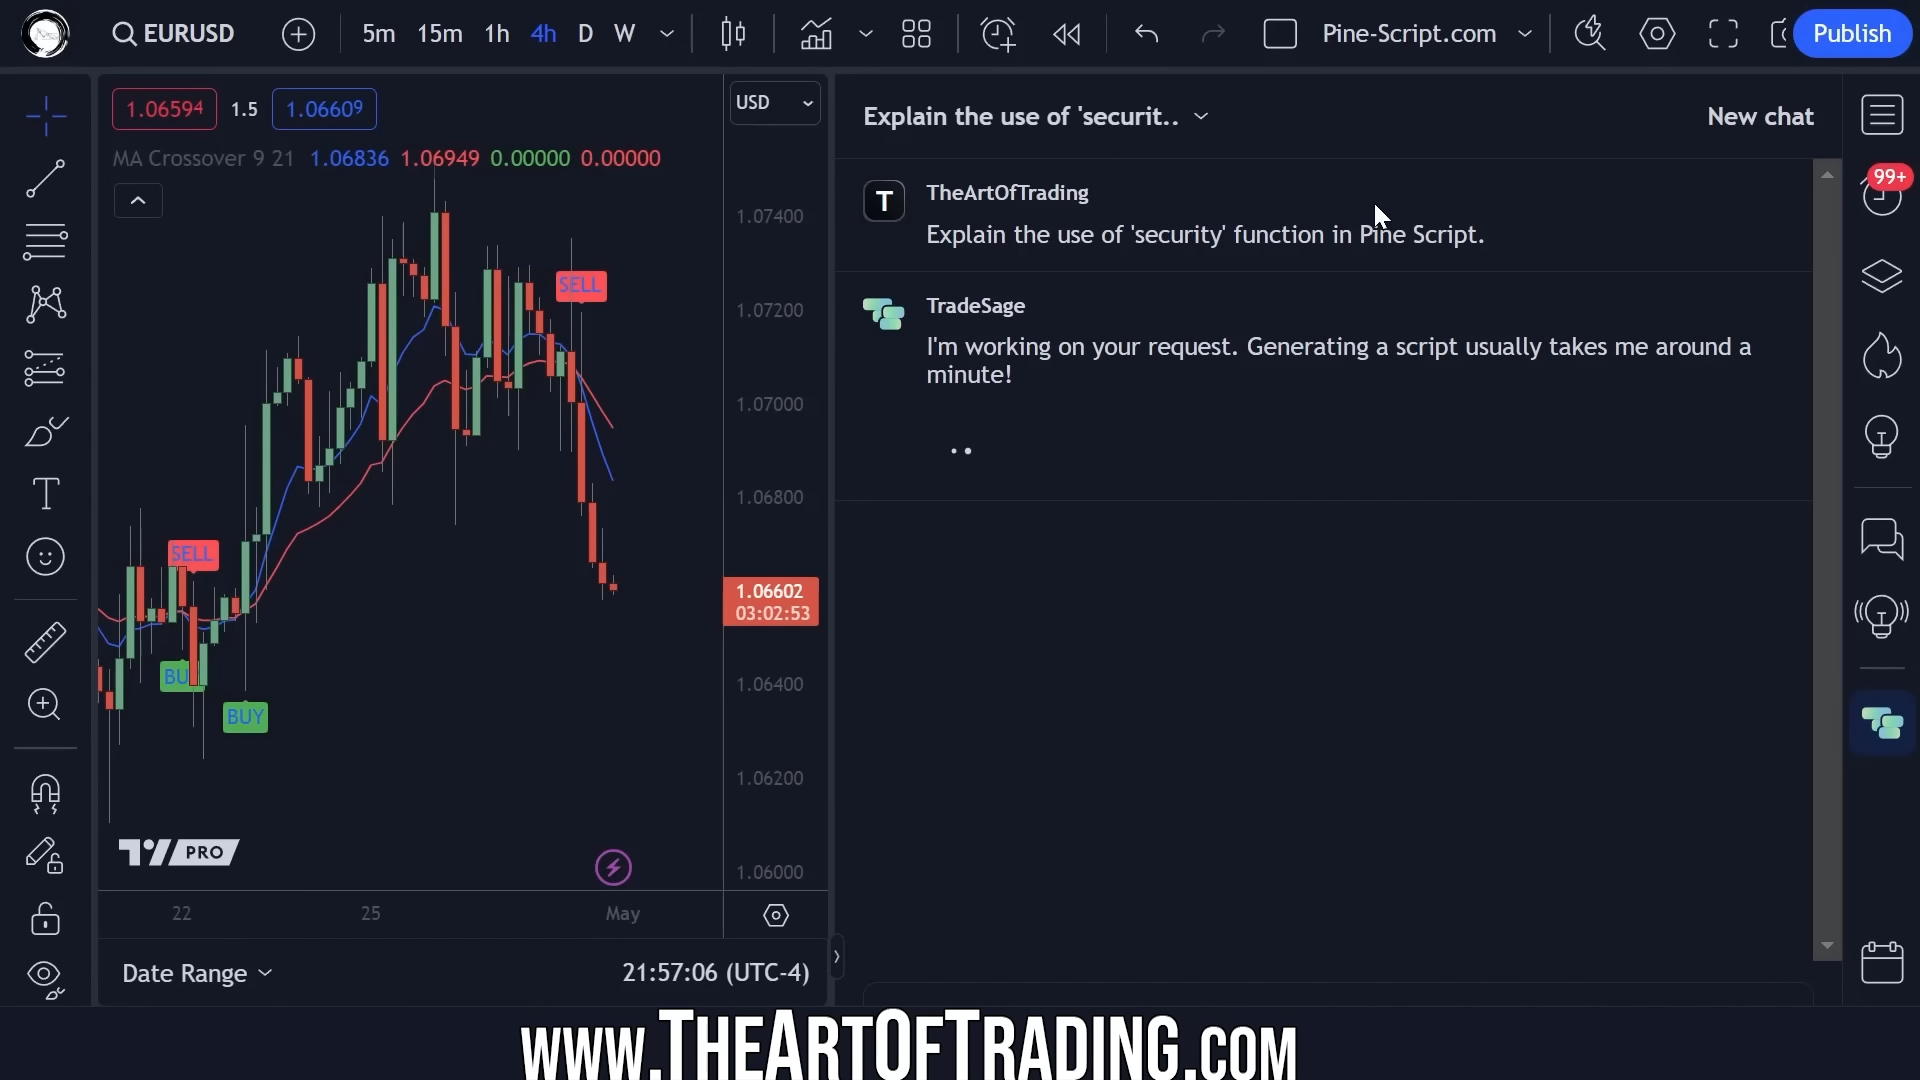 EURUSD
5m 15m 1h 4h D W
Pine-Script.com
Publish
1.06594 1.5 1.06609
USD
MA Crossover 9 21 1.06836 1.06949 0.00000 0.00000
1.07400
1.07200
1.07000
1.06800
1.06602
03:02:53
1.06400
1.06200
1.06000
SELL
SELL
BU
BUY
PRO
22 25 May
Date Range
21:57:06 (UTC-4)
Explain the use of 'securit..
New chat
T
TheArtOfTrading
Explain the use of 'security' function in Pine Script.
TradeSage
I'm working on your request. Generating a script usually takes me around a
minute!
99+
www.TheArtOfTrading.com